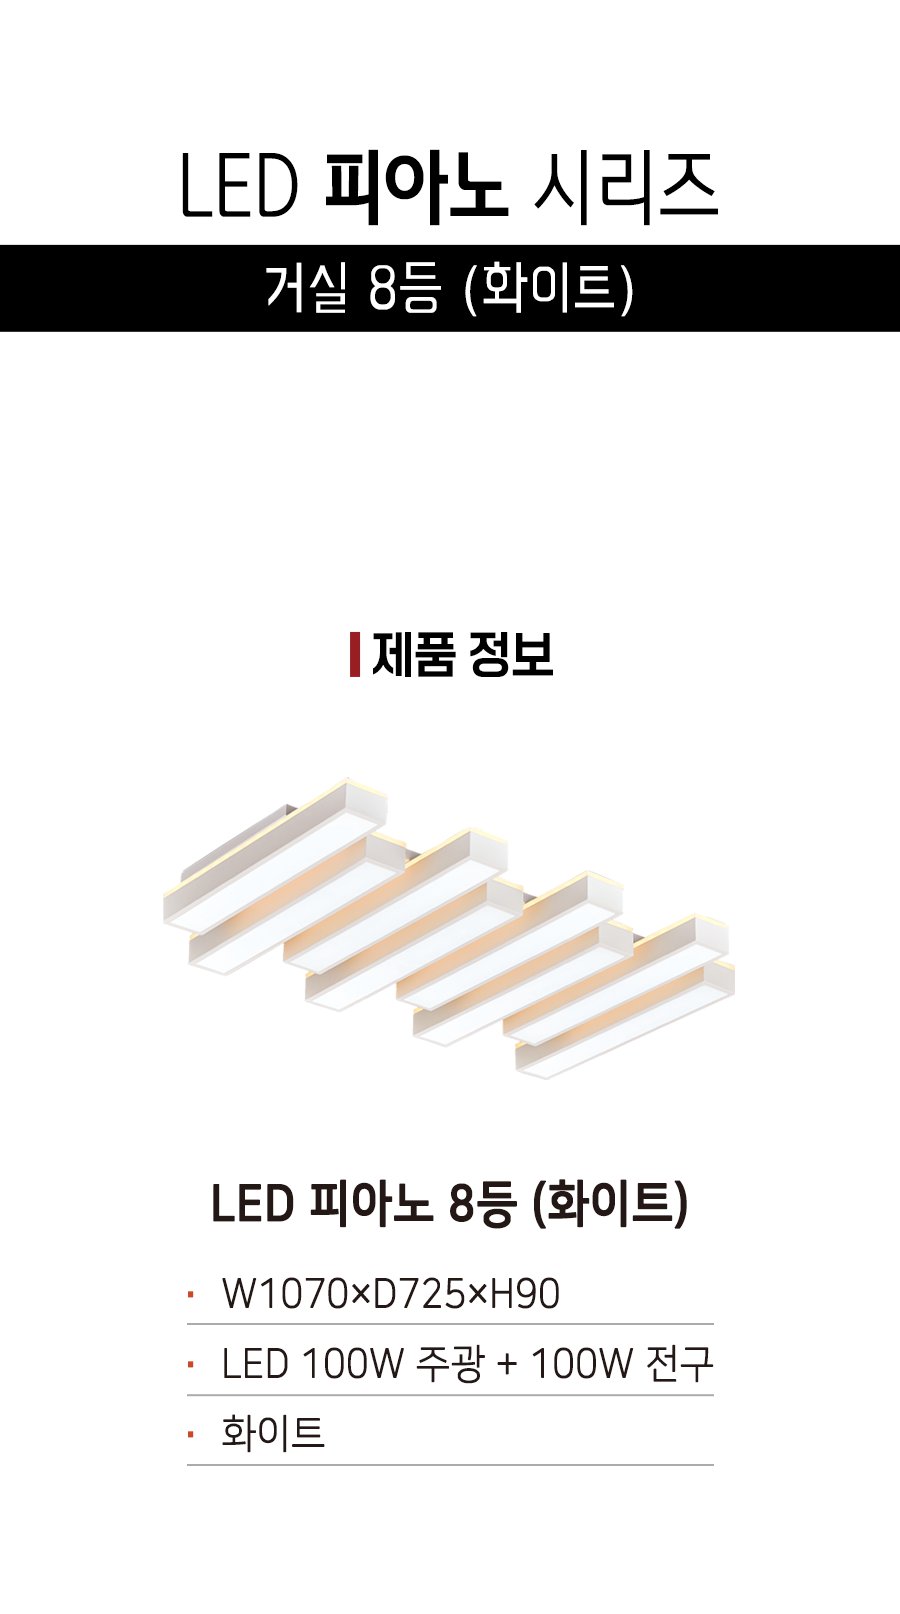 LED 피아노 시리즈
거실 8등 (화이트)
제품 정보
LED 피아노 8등 (화이트)
· W1070×D725×H90
· LED 100W 주광 + 100W 전구
· 화이트